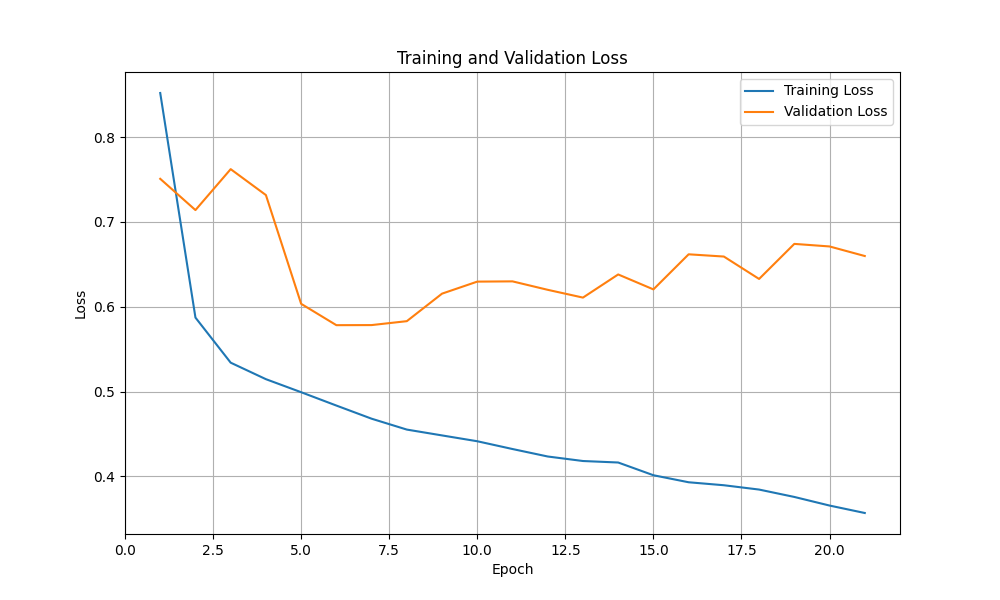 Training and Validation Loss
Training Loss
Validation Loss
Loss
0.8
0.7
0.6
0.5
0.4
0.0 2.5 5.0 7.5 10.0 12.5 15.0 17.5 20.0
Epoch